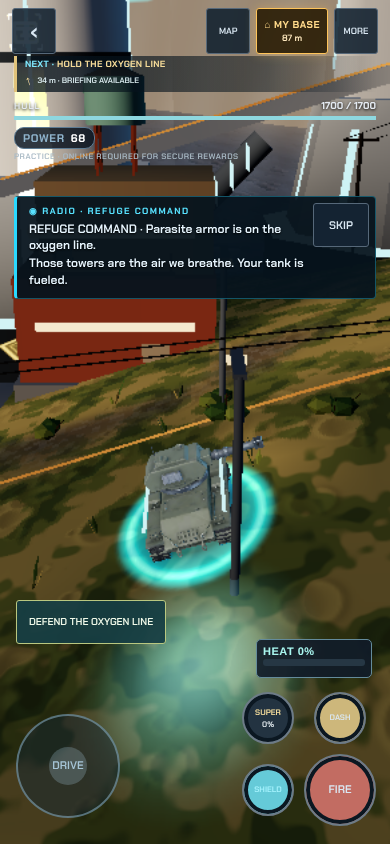 MAP
⌂ MY BASE
87 m
MORE
NEXT · HOLD THE OXYGEN LINE
34 m · BRIEFING AVAILABLE
HULL
1700 / 1700
POWER 68
PRACTICE · ONLINE REQUIRED FOR SECURE REWARDS
◉ RADIO · REFUGE COMMAND
REFUGE COMMAND · Parasite armor is on the
oxygen line.
Those towers are the air we breathe. Your tank is
fueled.
SKIP
DEFEND THE OXYGEN LINE
HEAT 0%
SUPER
0%
DASH
DRIVE
SHIELD
FIRE